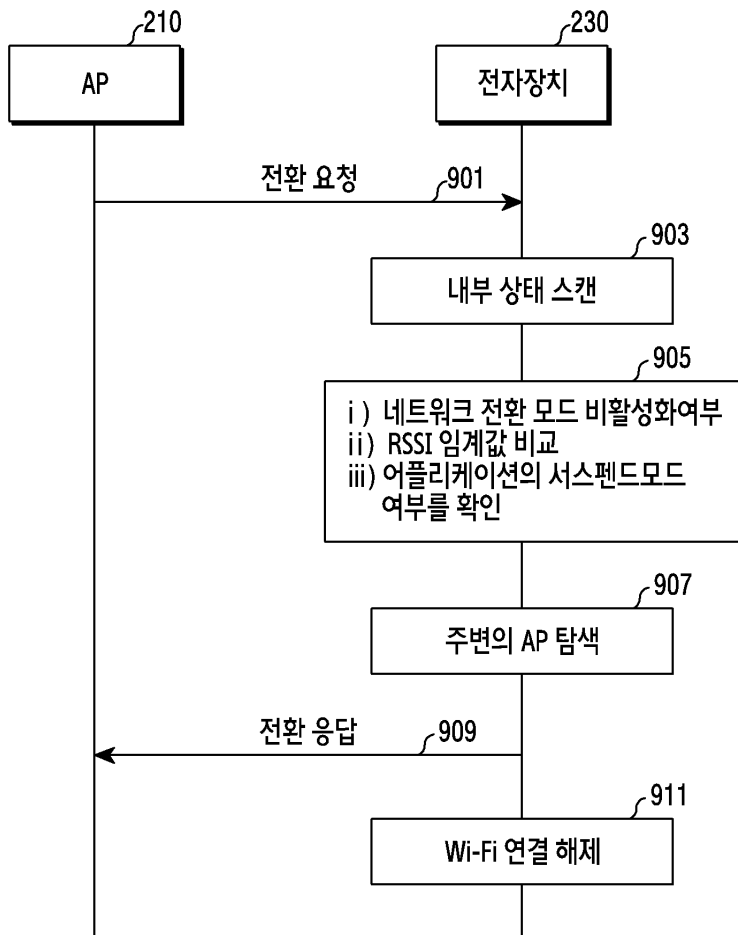 210
230
AP
전자장치
전환 요청
901
903
내부 상태 스캔
905
i) 네트워크 전환 모드 비활성화여부
ii) RSSI 임계값 비교
iii) 어플리케이션의 서스펜드모드
여부를 확인
907
주변의 AP 탐색
전환 응답
909
911
Wi-Fi 연결 해제